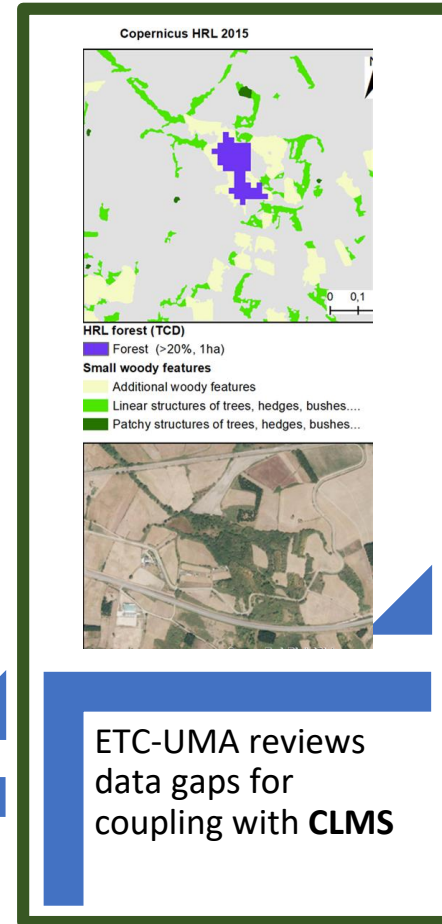 Copernicus HRL 2015
N
0 0,1
HRL forest (TCD)
Forest (>20%, 1ha)
Small woody features
Additional woody features
Linear structures of trees, hedges, bushes....
Patchy structures of trees, hedges, bushes...
ETC-UMA reviews
data gaps for
coupling with CLMS